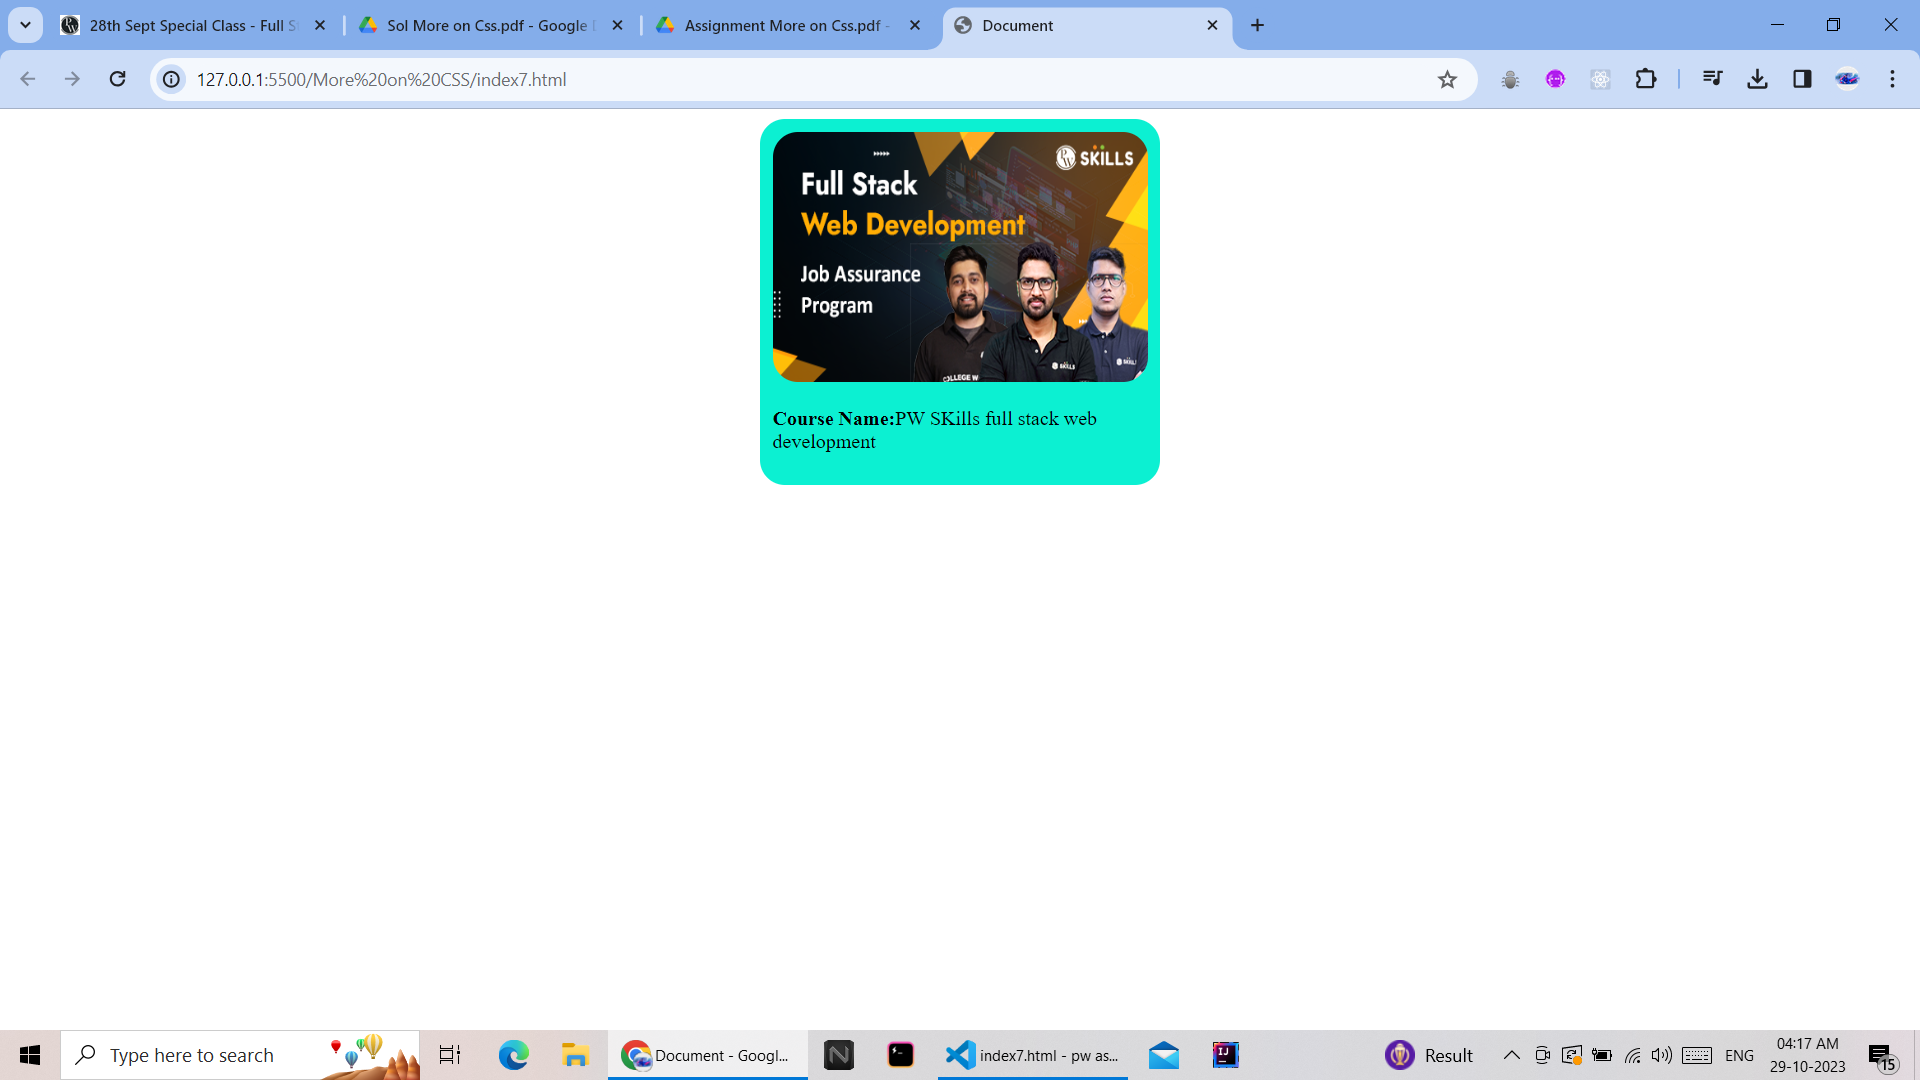 28th Sept Special Class - Full S
Sol More on Css.pdf - Google
Assignment More on Css.pdf -
Document
127.0.0.1:5500/More%20on%20CSS/index7.html
PW SKILLS
Full Stack
Web Development
Job Assurance
Program
COLLEGE W
SKILLS
SKILL
Course Name:PW SKills full stack web
development
Type here to search
Document - Googl...
index7.html - pw as...
Result
ENG
04:17 AM
29-10-2023
15